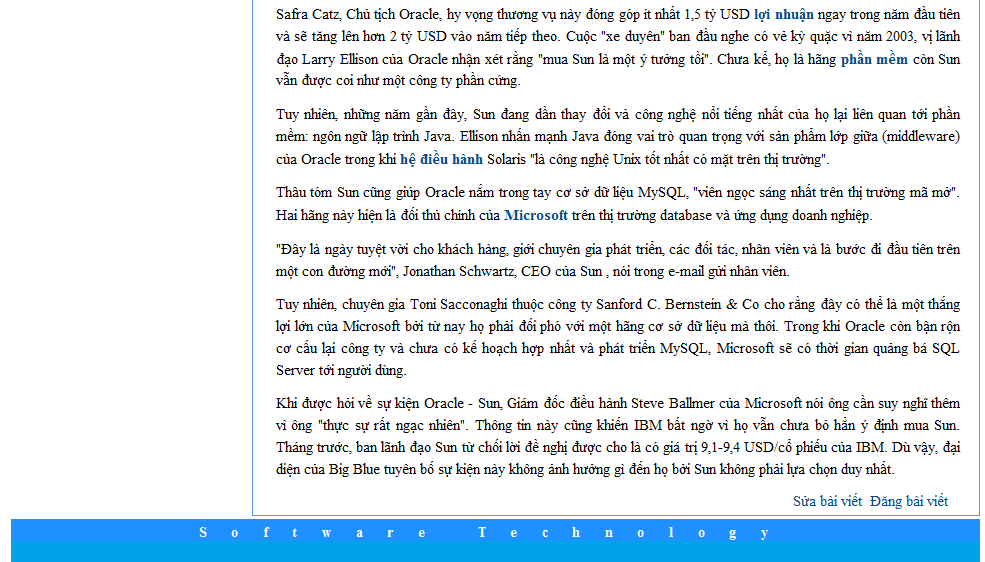 Safra Catz, Chủ tịch Oracle, hy vọng thương vụ này đóng góp ít nhất 1,5 tỷ USD lợi nhuận ngay trong năm đầu tiên
và sẽ tăng lên hơn 2 tỷ USD vào năm tiếp theo. Cuộc "xe duyên" ban đầu nghe có vẻ kỳ quặc vì năm 2003, vị lãnh
đạo Larry Ellison của Oracle nhận xét rằng "mua Sun là một ý tưởng tồi". Chưa kể, họ là hãng phần mềm còn Sun
vẫn được coi như một công ty phần cứng.
Tuy nhiên, những năm gần đây, Sun đang dần thay đổi và công nghệ nổi tiếng nhất của họ lại liên quan tới phần
mềm: ngôn ngữ lập trình Java. Ellison nhấn mạnh Java đóng vai trò quan trọng với sản phẩm lớp giữa (middleware)
của Oracle trong khi hệ điều hành Solaris "là công nghệ Unix tốt nhất có mặt trên thị trường".
Thâu tóm Sun cũng giúp Oracle nắm trong tay cơ sở dữ liệu MySQL, "viên ngọc sáng nhất trên thị trường mã mở".
Hai hãng này hiện là đối thủ chính của Microsoft trên thị trường database và ứng dụng doanh nghiệp.
"Đây là ngày tuyệt vời cho khách hàng, giới chuyên gia phát triển, các đối tác, nhân viên và là bước đi đầu tiên trên
một con đường mới", Jonathan Schwartz, CEO của Sun , nói trong e-mail gửi nhân viên.
Tuy nhiên, chuyên gia Toni Sacconaghi thuộc công ty Sanford C. Bernstein & Co cho rằng đây có thể là một thắng
lợi lớn của Microsoft bởi từ nay họ phải đối phó với một hãng cơ sở dữ liệu mà thôi. Trong khi Oracle còn bận rộn
cơ cấu lại công ty và chưa có kế hoạch hợp nhất và phát triển MySQL, Microsoft sẽ có thời gian quảng bá SQL
Server tới người dùng.
Khi được hỏi về sự kiện Oracle - Sun, Giám đốc điều hành Steve Ballmer của Microsoft nói ông cần suy nghĩ thêm
vì ông "thực sự rất ngạc nhiên". Thông tin này cũng khiến IBM bất ngờ vì họ vẫn chưa bỏ hẳn ý định mua Sun.
Tháng trước, ban lãnh đạo Sun từ chối lời đề nghị được cho là có giá trị 9,1-9,4 USD/cổ phiếu của IBM. Dù vậy, đại
diện của Big Blue tuyên bố sự kiện này không ảnh hưởng gì đến họ bởi Sun không phải lựa chọn duy nhất.
Sửa bài viết Đăng bài viết
Software Technology